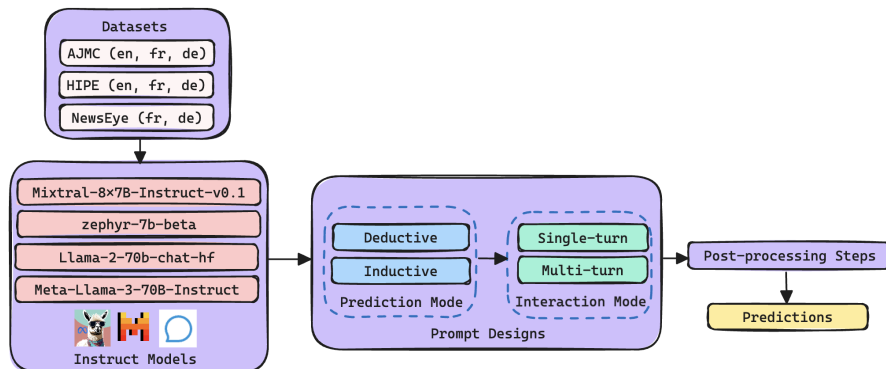 Datasets
AJMC (en, fr, de)
HIPE (en, fr, de)
NewsEye (fr, de)
Mixtral-8×7B-Instruct-v0.1
zephyr-7b-beta
Llama-2-70b-chat-hf
Meta-Llama-3-70B-Instruct
Instruct Models
Deductive
Inductive
Prediction Mode
Single-turn
Multi-turn
Interaction Mode
Prompt Designs
Post-processing Steps
Predictions